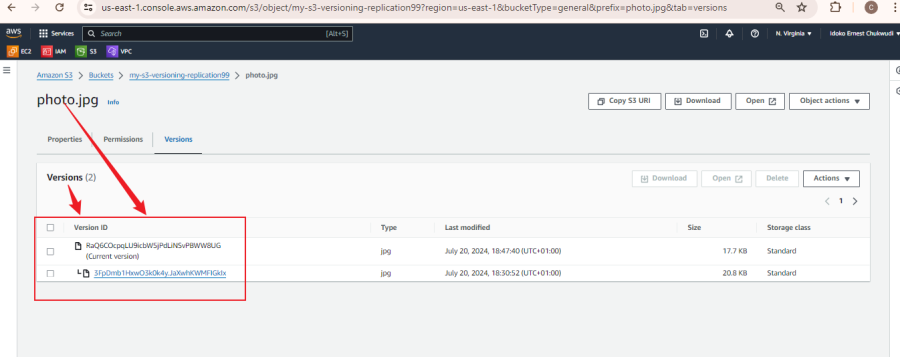 us-east-1.console.aws.amazon.com/s3/object/my-s3-versioning-replication99?region=us-east-1&bucketType=general&prefix=photo.jpg&tab=versions
C
aws Services Search [Alt+S] N. Virginia Idoko Ernest Chukwudi
EC2 IAM S3 VPC
Amazon S3 > Buckets > my-s3-versioning-replication99 > photo.jpg
photo.jpg Info
Copy S3 URI Download Open Object actions
Properties Permissions Versions
Versions (2)
Download Open Delete Actions
< 1 >
Version ID Type Last modified Size Storage class
RaQ6COcpqLU9icbW5jPdLiNSvP8WW8UG jpg July 20, 2024, 18:47:40 (UTC+01:00) 17.7 KB Standard
(Current version)
3FpDmb1HxwO3k0k4y.JaXwhKWMFIGkIx jpg July 20, 2024, 18:30:52 (UTC+01:00) 20.8 KB Standard